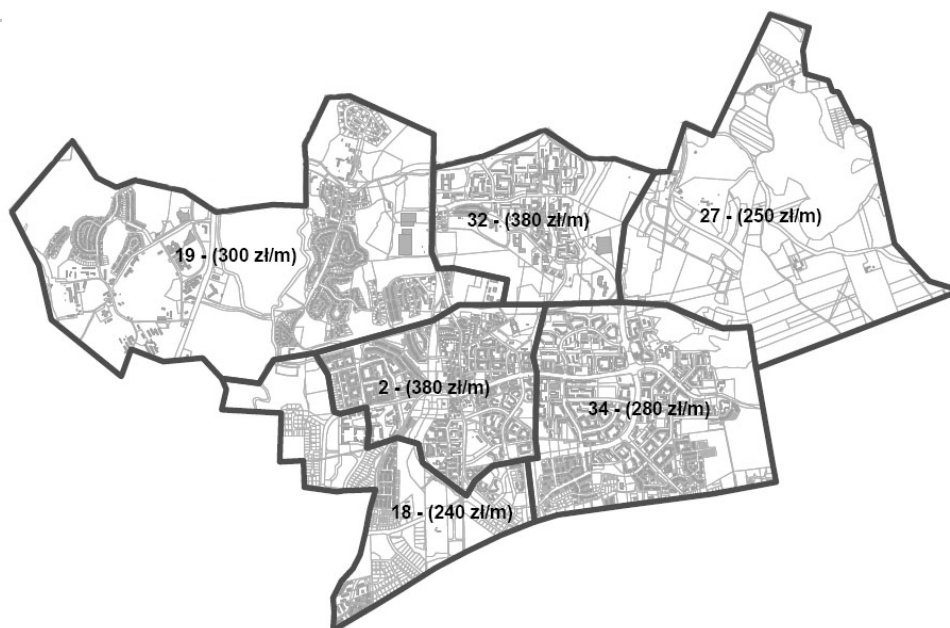 27 - (250 zł/m)
32 - (380 zł/m)
19 - (300 zł/m)
2 - (380 zł/m)
34 - (280 zł/m)
18 - (240 zł/m)